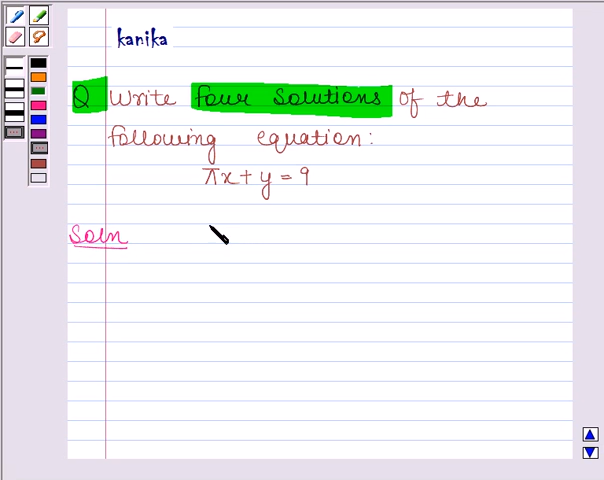 kanika
Q Write four solutions of the
following equation:
πx + y = 9
Soln